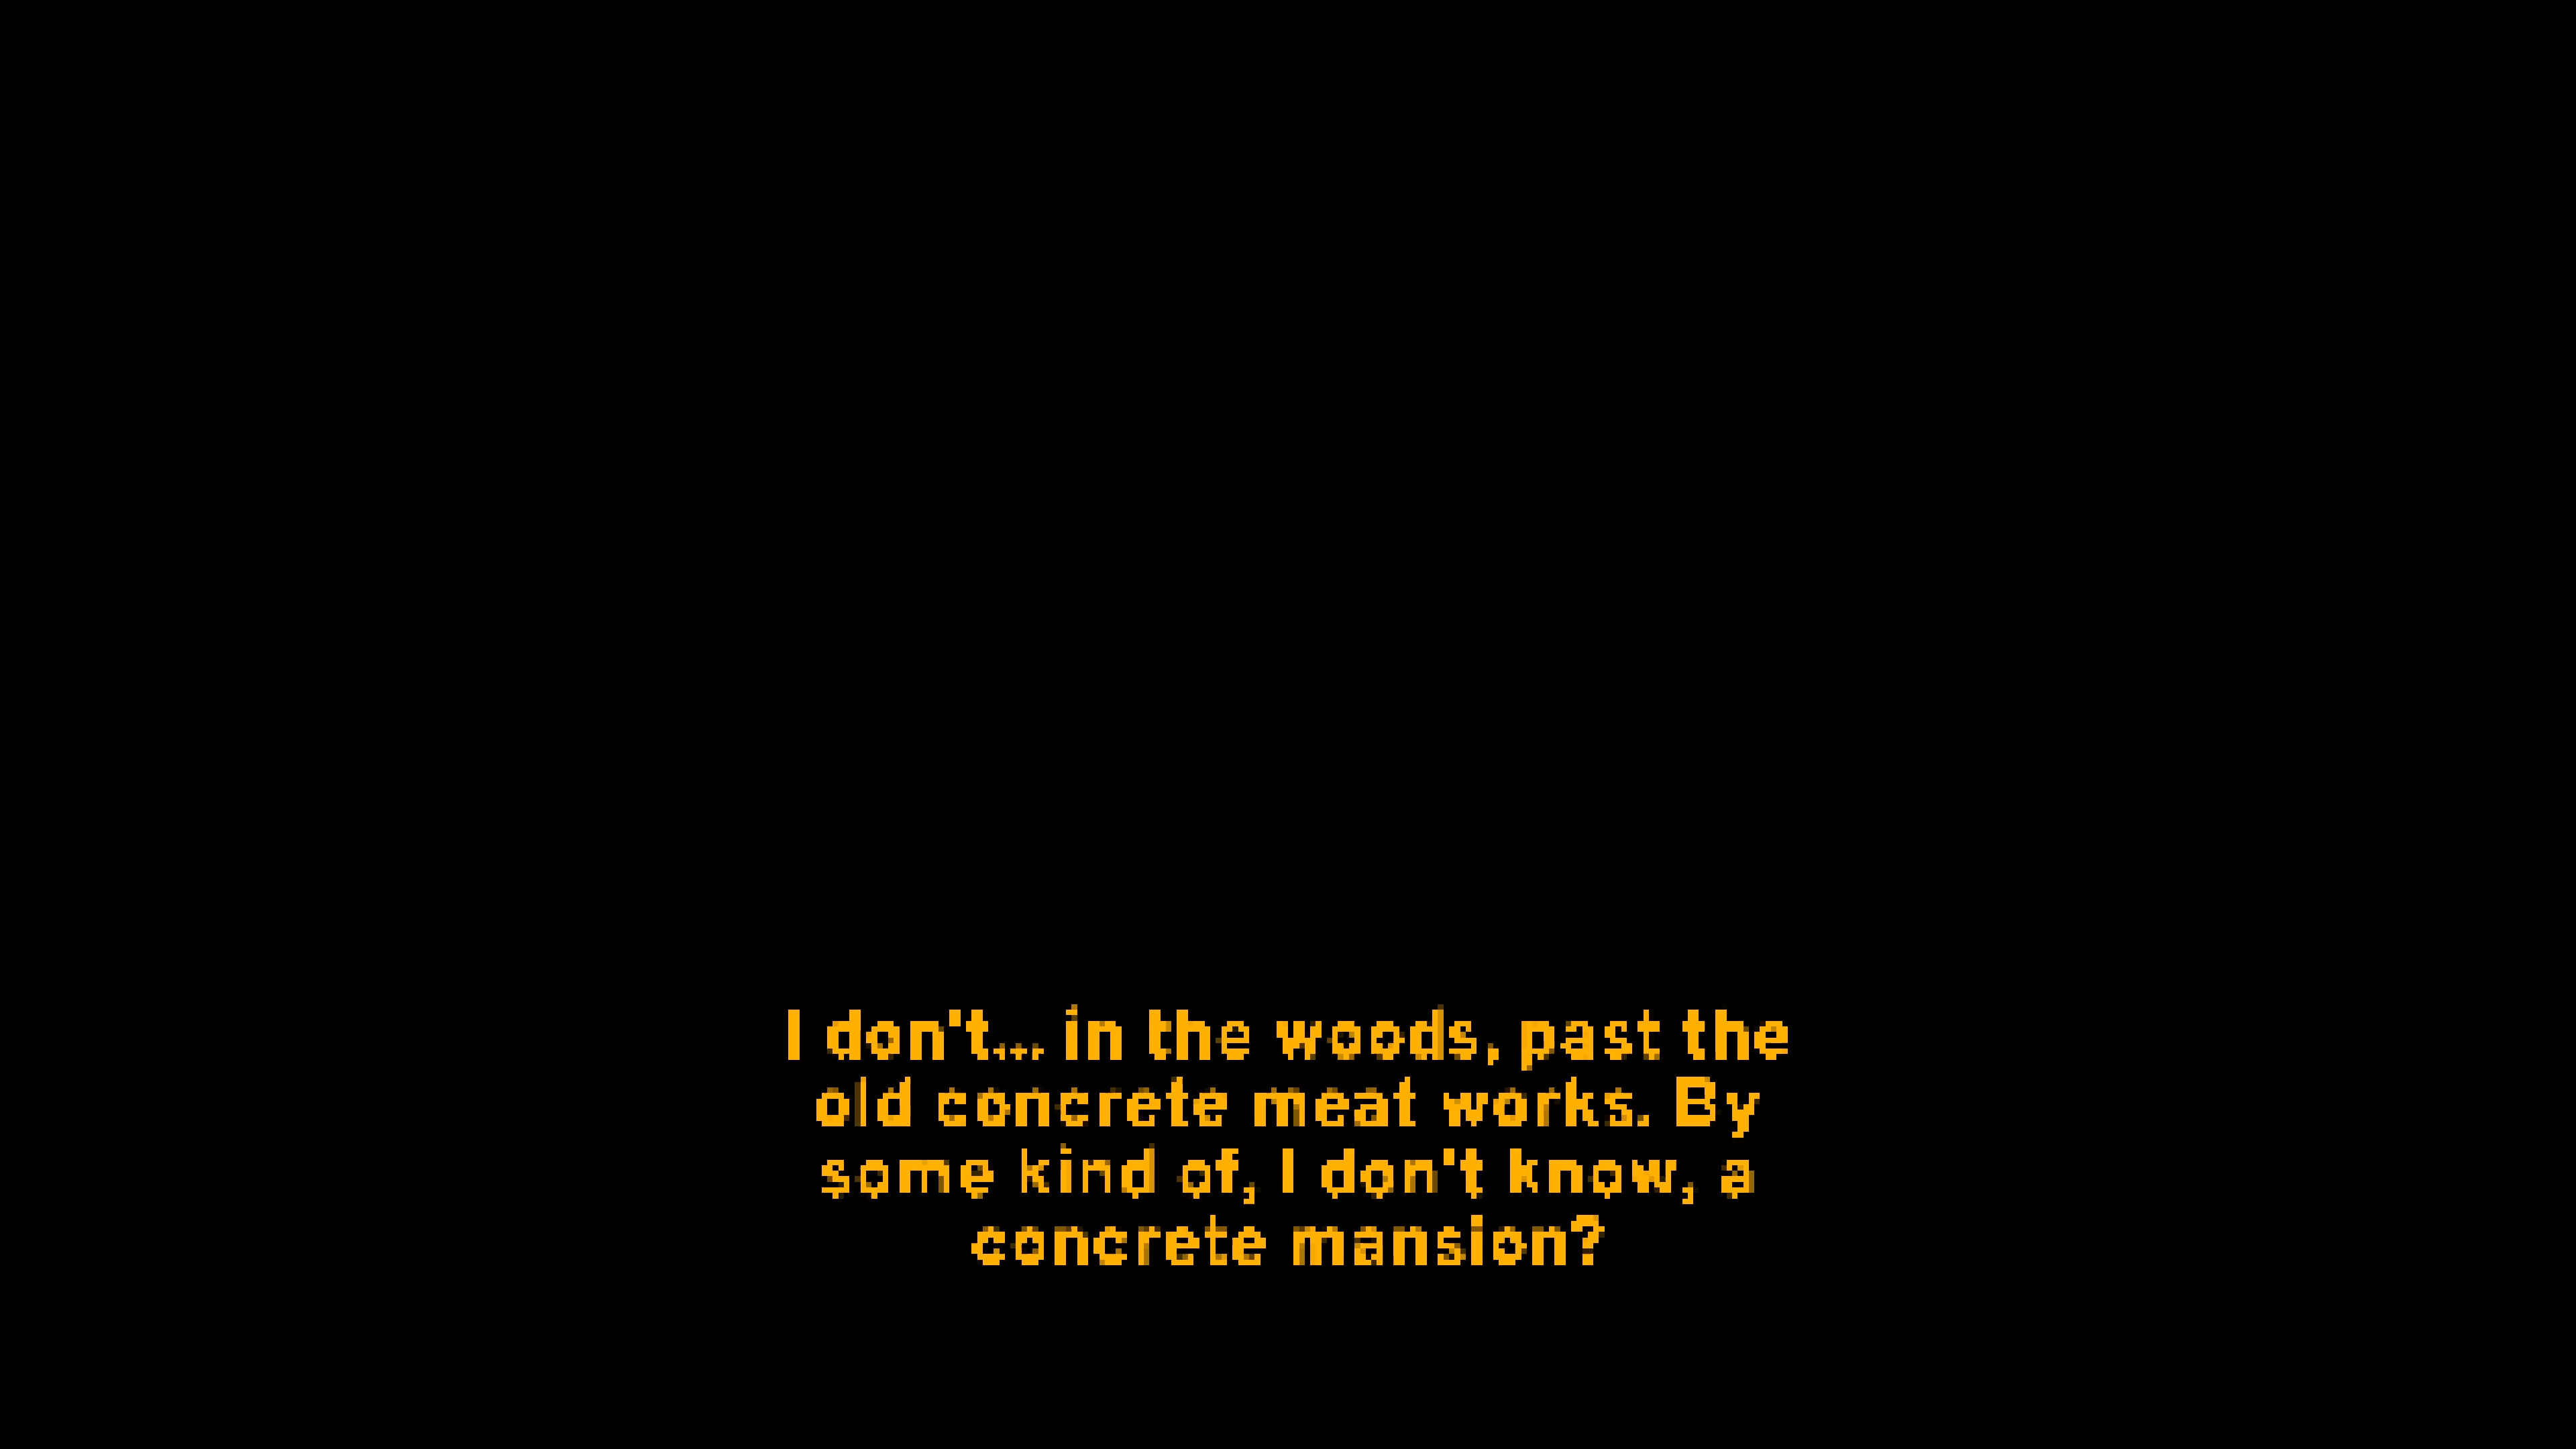 I don't... in the woods, past the
old concrete meat works. By
some kind of, I don't know, a
concrete mansion?